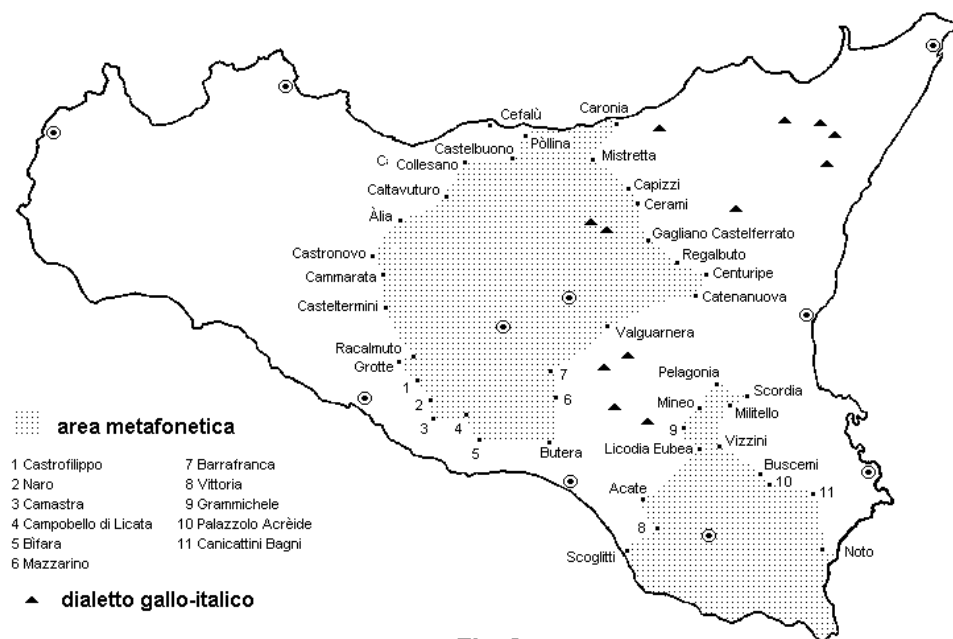 Caronia
Cefalù
Pòllina
Castelbuono
Mistretta
C
Collesano
Capizzi
Caltavuturo
Cerami
Àlia
Gagliano Castelferrato
Castronovo
Regalbuto
Cammarata
Centuripe
Catenanuova
Casteltermini
Valguarnera
Racalmuto
Grotte
7
Pelagonia
1
Scordia
6
Mineo
Militello
2
9
3
4
5
Butera
Licodia Eubea
Vizzini
Buscemi
10
11
Acate
8
Scoglitti
Noto
area metafonetica
1 Castrofilippo
2 Naro
3 Camastra
4 Campobello di Licata
5 Bìfara
6 Mazzarino
7 Barrafranca
8 Vittoria
9 Grammichele
10 Palazzolo Acrèide
11 Canicattini Bagni
dialetto gallo-italico